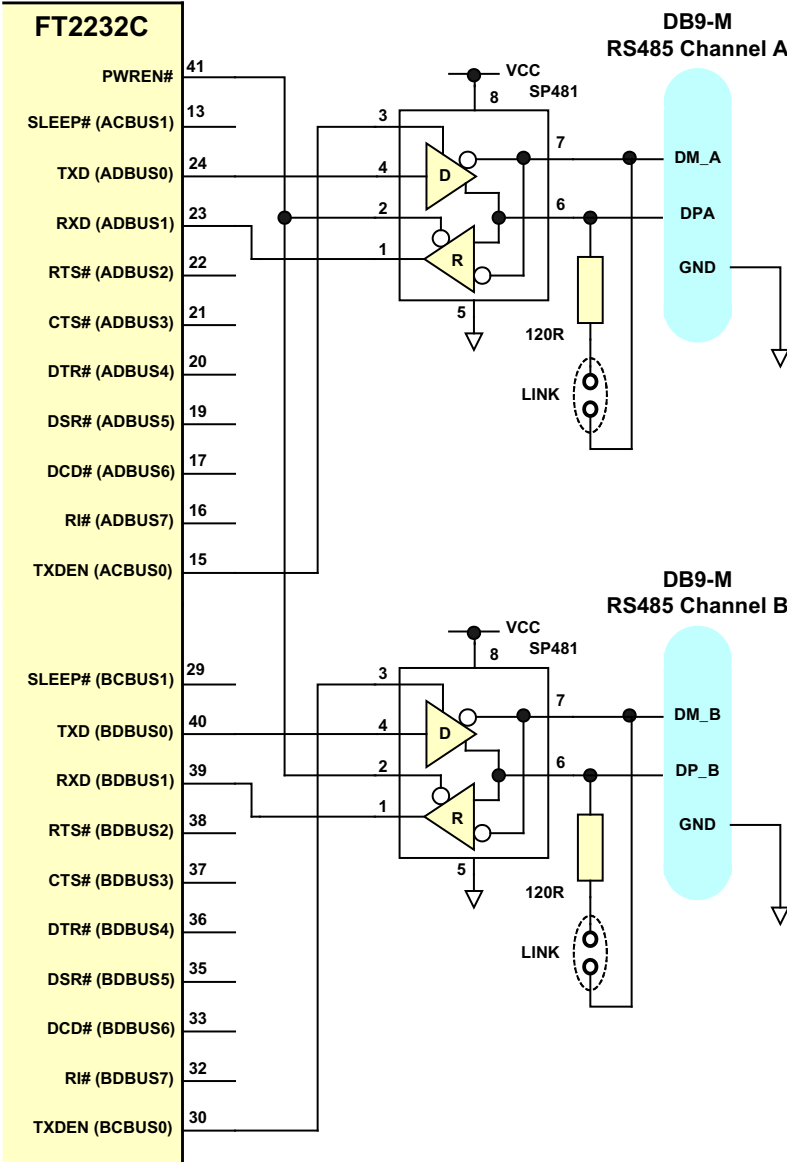 FT2232C
DB9-M
RS485 Channel A
PWREN#
41
VCC
SP481
8
SLEEP# (ACBUS1)
13
3
7
DM_A
TXD (ADBUS0)
24
4
D
2
6
DPA
RXD (ADBUS1)
23
1
R
GND
RTS# (ADBUS2)
22
5
CTS# (ADBUS3)
21
120R
DTR# (ADBUS4)
20
LINK
DSR# (ADBUS5)
19
DCD# (ADBUS6)
17
RI# (ADBUS7)
16
TXDEN (ACBUS0)
15
DB9-M
RS485 Channel B
VCC
SP481
8
SLEEP# (BCBUS1)
29
3
7
DM_B
TXD (BDBUS0)
40
4
D
2
6
DP_B
RXD (BDBUS1)
39
1
R
GND
RTS# (BDBUS2)
38
5
CTS# (BDBUS3)
37
120R
DTR# (BDBUS4)
36
LINK
DSR# (BDBUS5)
35
DCD# (BDBUS6)
33
RI# (BDBUS7)
32
TXDEN (BCBUS0)
30